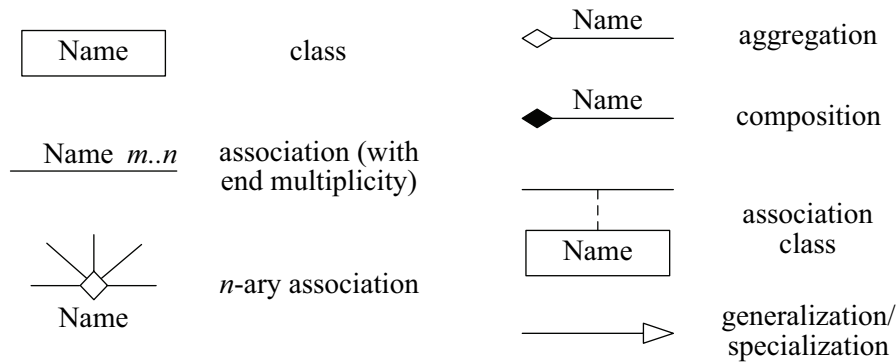 Name
class
Name m..n
association (with
end multiplicity)
n-ary association
Name
Name
aggregation
Name
composition
association
class
Name
generalization/
specialization